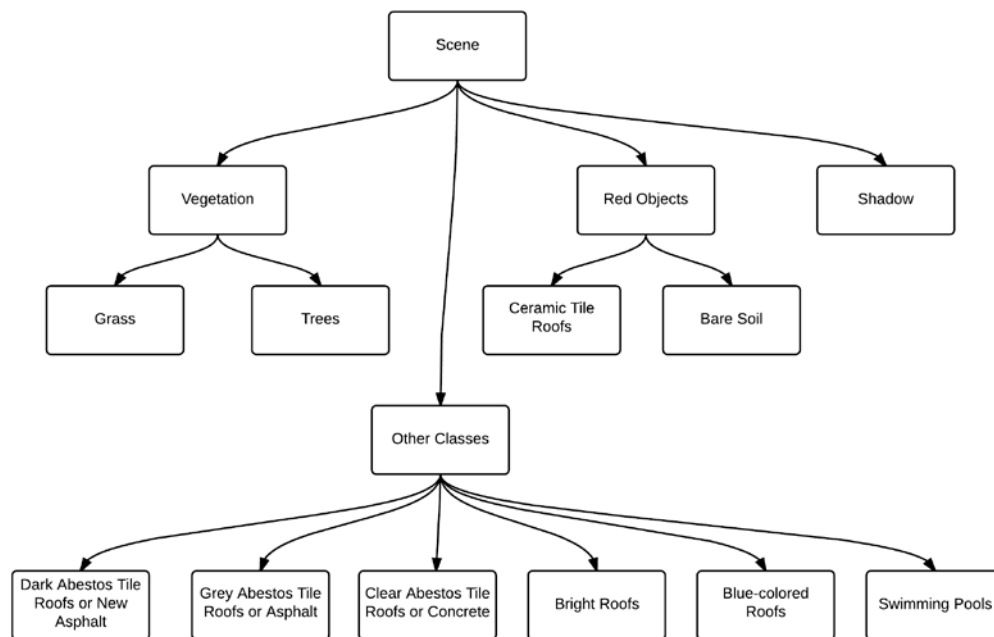 Scene
Vegetation
Red Objects
Shadow
Grass
Trees
Ceramic Tile
Roofs
Bare Soil
Other Classes
Dark Abestos Tile
Roofs or New
Asphalt
Grey Abestos Tile
Roofs or Asphalt
Clear Abestos Tile
Roofs or Concrete
Bright Roofs
Blue-colored
Roofs
Swimming Pools